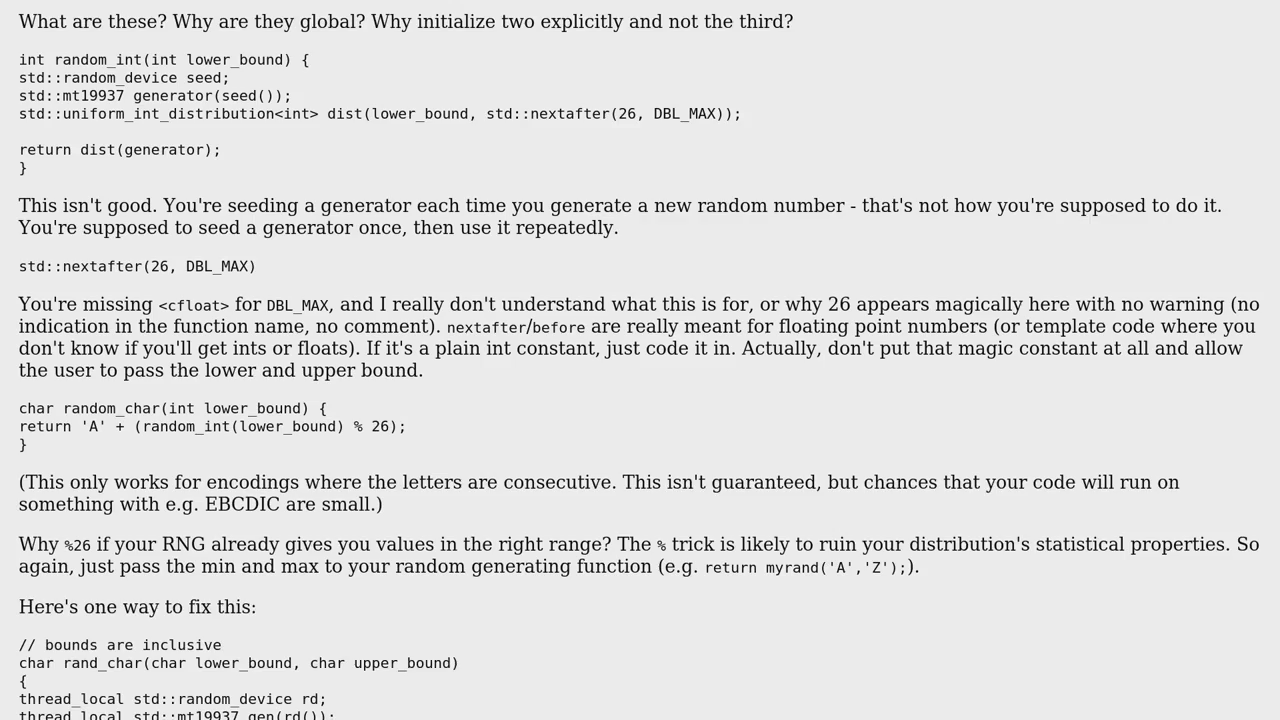 What are these? Why are they global? Why initialize two explicitly and not the third?
int random_int(int lower_bound) {
std::random_device seed;
std::mt19937 generator(seed());
std::uniform_int_distribution<int> dist(lower_bound, std::nextafter(26, DBL_MAX));
return dist(generator);
}
This isn't good. You're seeding a generator each time you generate a new random number - that's not how you're supposed to do it.
You're supposed to seed a generator once, then use it repeatedly.
std::nextafter(26, DBL_MAX)
You're missing <cfloat> for DBL_MAX, and I really don't understand what this is for, or why 26 appears magically here with no warning (no
indication in the function name, no comment). nextafter/before are really meant for floating point numbers (or template code where you
don't know if you'll get ints or floats). If it's a plain int constant, just code it in. Actually, don't put that magic constant at all and allow
the user to pass the lower and upper bound.
char random_char(int lower_bound) {
return 'A' + (random_int(lower_bound) % 26);
}
(This only works for encodings where the letters are consecutive. This isn't guaranteed, but chances that your code will run on
something with e.g. EBCDIC are small.)
Why %26 if your RNG already gives you values in the right range? The % trick is likely to ruin your distribution's statistical properties. So
again, just pass the min and max to your random generating function (e.g. return myrand('A','Z');).
Here's one way to fix this:
// bounds are inclusive
char rand_char(char lower_bound, char upper_bound)
{
thread_local std::random_device rd;
thread_local std::mt19937 gen(rd());